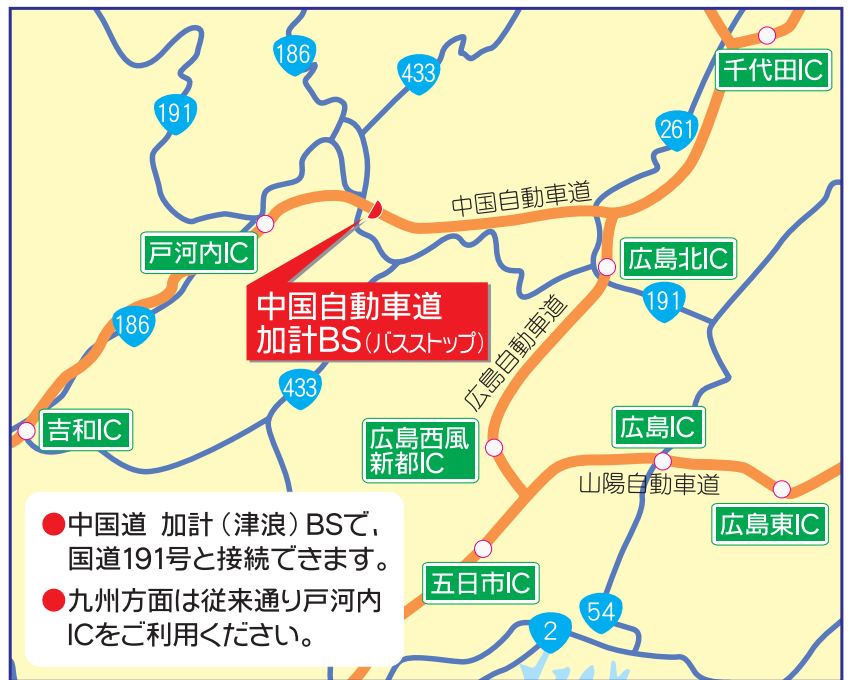 186
433
191
千代田IC
261
中国自動車道
戸河内IC
広島北IC
中国自動車道
加計BS(バスストップ)
186
191
広島自動車道
433
吉和IC
広島西風
新都IC
広島IC
山陽自動車道
広島東IC
●中国道 加計(津浪)BSで、
国道191号と接続できます。
●九州方面は従来通り戸河内
ICをご利用ください。
五日市IC
54
2